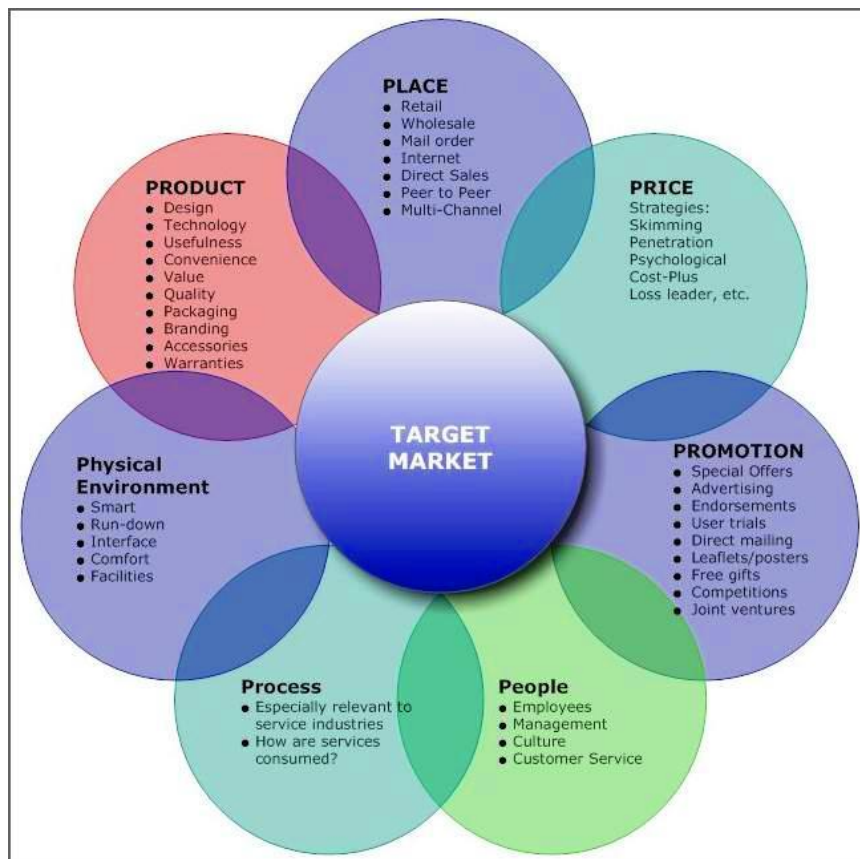 PLACE
Retail
Wholesale
Mail order
Internet
Direct Sales
Peer to Peer
Multi-Channel
PRODUCT
Design
Technology
Usefulness
Convenience
Value
Quality
Packaging
Branding
Accessories
Warranties
PRICE
Strategies:
Skimming
Penetration
Psychological
Cost-Plus
Loss leader, etc.
TARGET
MARKET
Physical
Environment
Smart
Run-down
Interface
Comfort
Facilities
PROMOTION
Special Offers
Advertising
Endorsements
User trials
Direct mailing
Leaflets/posters
Free gifts
Competitions
Joint ventures
Process
Especially relevant to
service industries
How are services
consumed?
People
Employees
Management
Culture
Customer Service